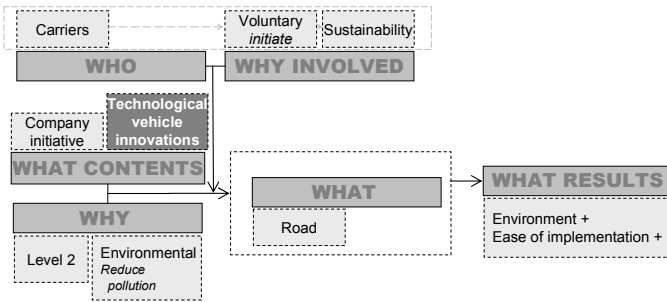 Carriers
Voluntary
initiate
Sustainability
WHO
WHY INVOLVED
Technological
vehicle
innovations
Company
initiative
WHAT CONTENTS
WHAT
Road
WHAT RESULTS
Environment +
Ease of implementation +
WHY
Level 2
Environmental
Reduce
pollution